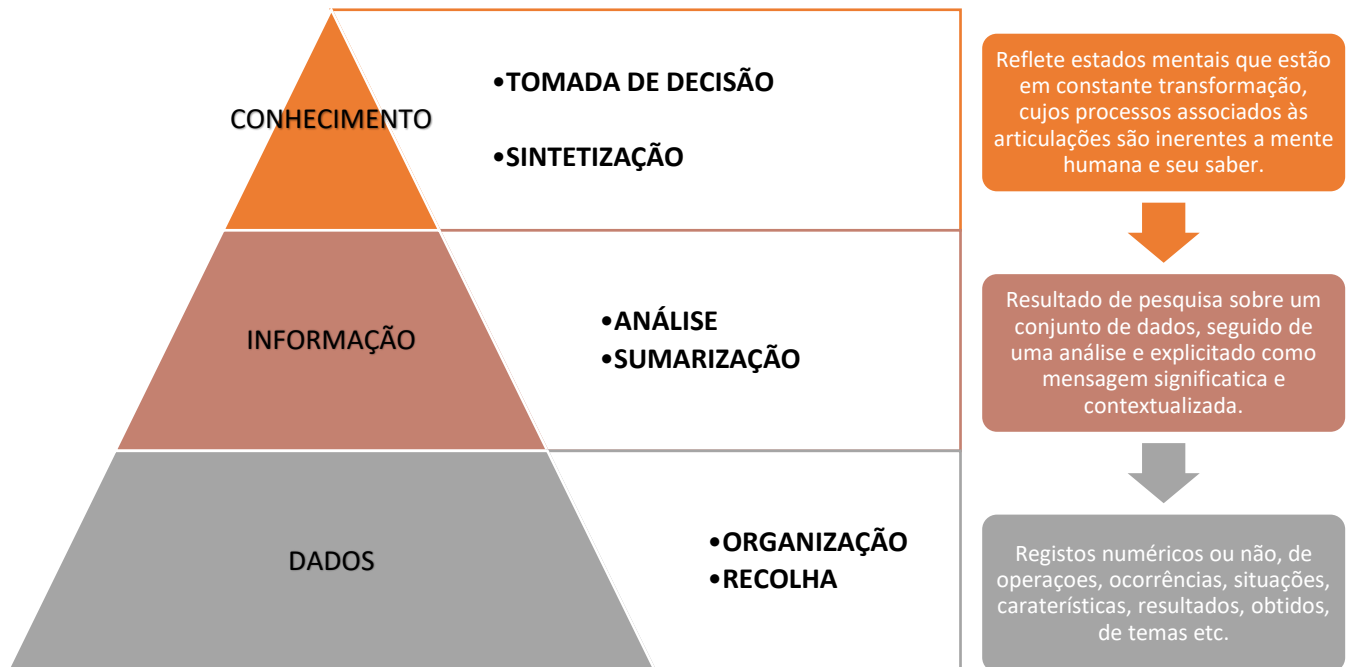 CONHECIMENTO
•TOMADA DE DECISÃO
•SINTETIZAÇÃO
Reflete estados mentais que estão
em constante transformação,
cujos processos associados às
articulações são inerentes a mente
humana e seu saber.
INFORMAÇÃO
•ANÁLISE
•SUMARIZAÇÃO
Resultado de pesquisa sobre um
conjunto de dados, seguido de
uma análise e explicitado como
mensagem significatica e
contextualizada.
DADOS
•ORGANIZAÇÃO
•RECOLHA
Registos numéricos ou não, de
operaçoes, ocorrências, situações,
caraterísticas, resultados, obtidos,
de temas etc.